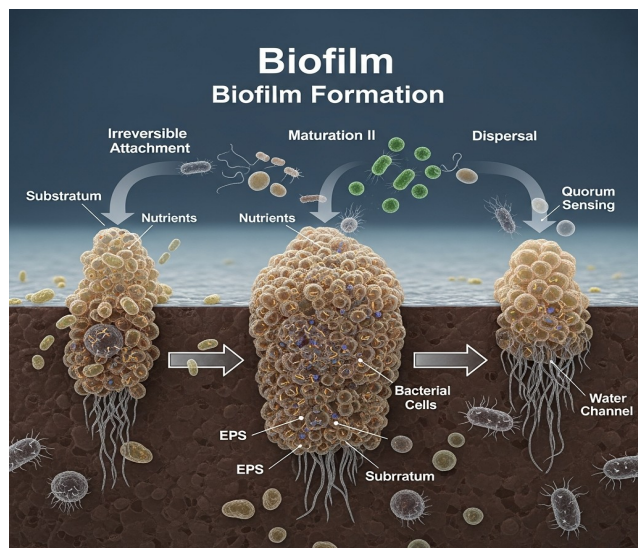 Biofilm
Biofilm Formation
Irreversible
Attachment
Maturation II
Dispersal
Substratum
Nutrients
Nutrients
Quorum
Sensing
Bacterial
Cells
Water
Channel
EPS
EPS
Subrratum